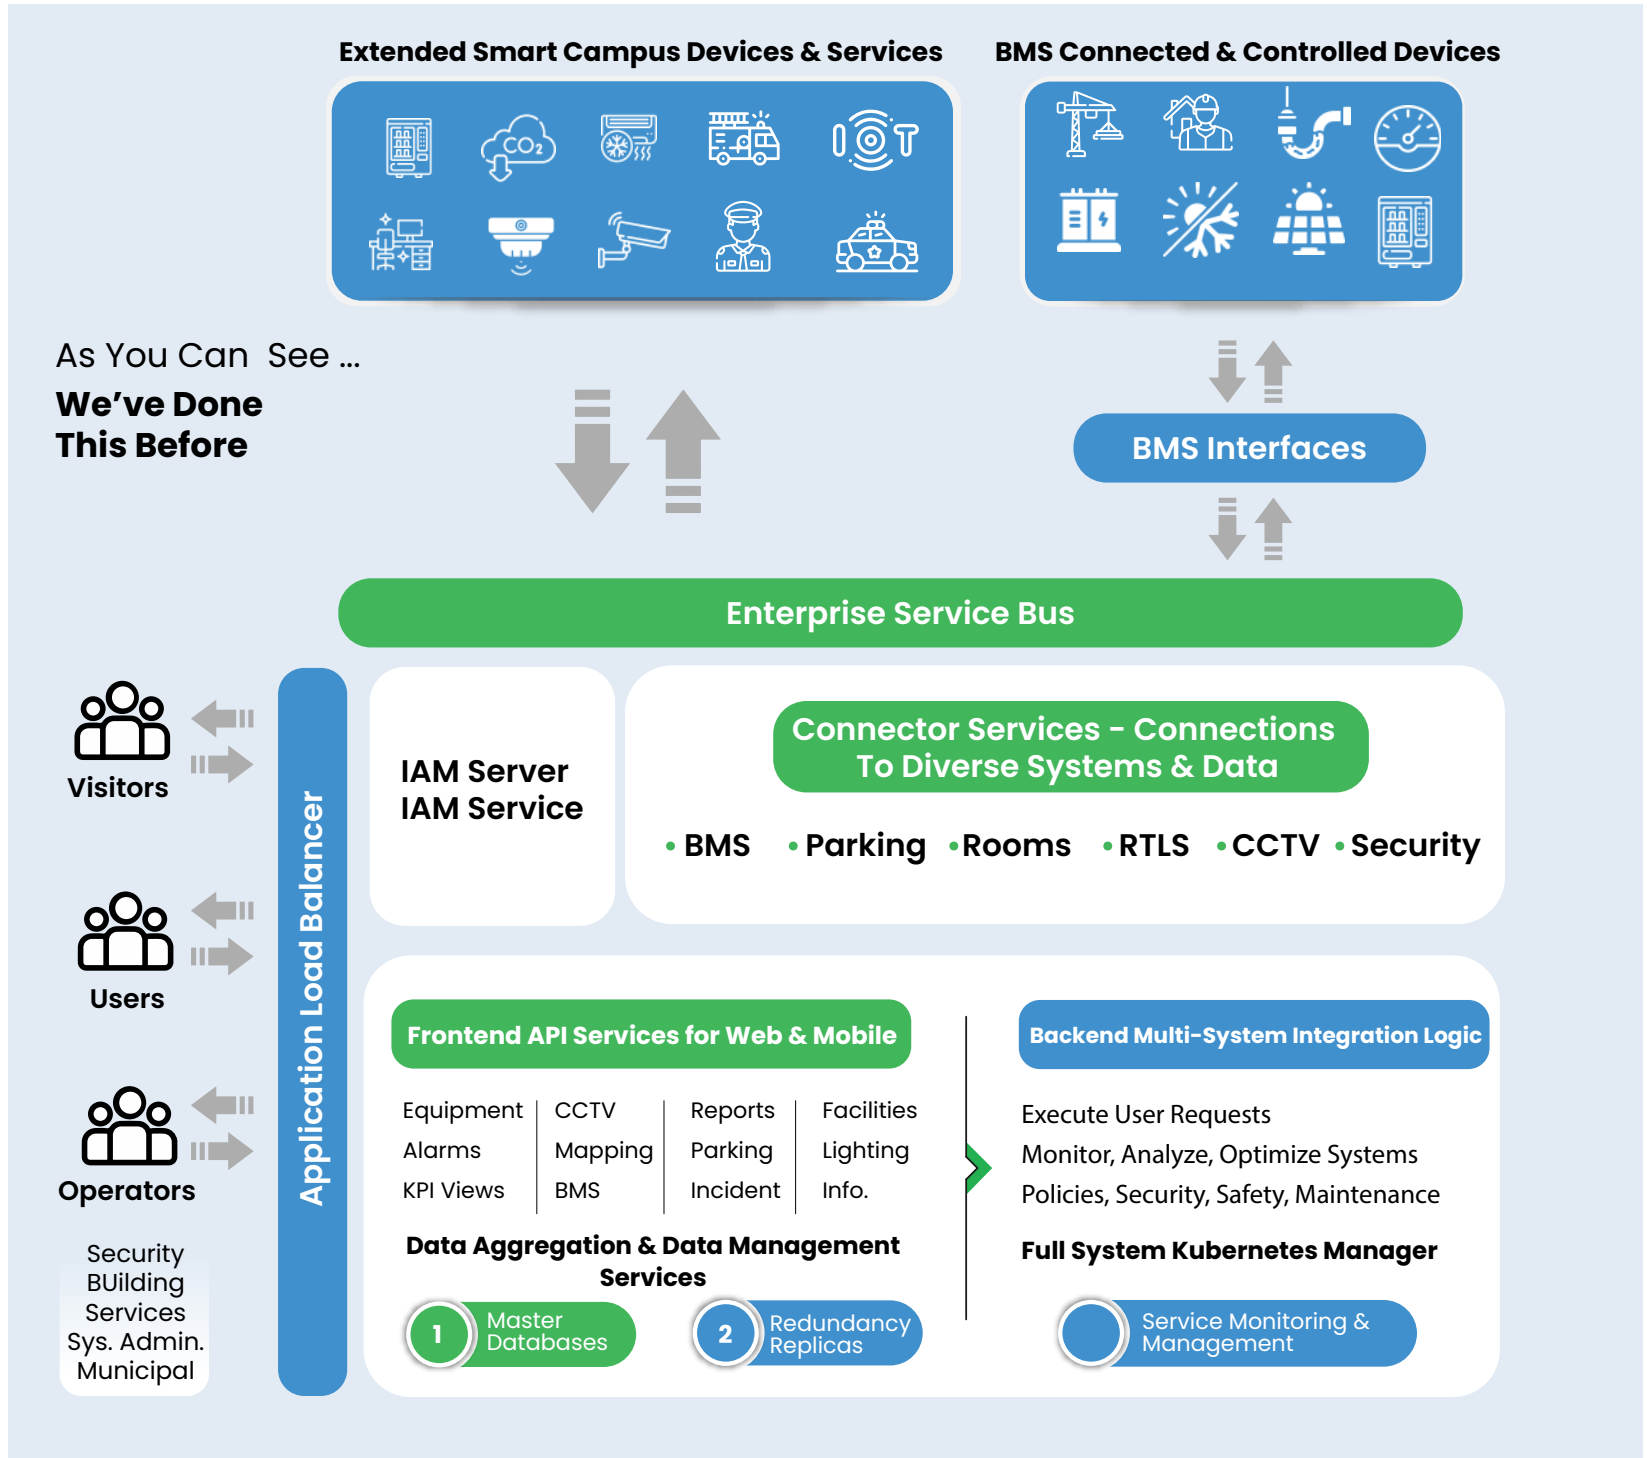 Extended Smart Campus Devices & Services
BMS Connected & Controlled Devices
CO2
IOT
As You Can See ...
We've Done
This Before
BMS Interfaces
Enterprise Service Bus
Visitors
Users
Operators
Security
BUilding
Services
Sys. Admin.
Municipal
Application Load Balancer
IAM Server
IAM Service
Connector Services - Connections
To Diverse Systems & Data
• BMS • Parking • Rooms • RTLS • CCTV • Security
Frontend API Services for Web & Mobile
Equipment CCTV Reports Facilities
Alarms Mapping Parking Lighting
KPI Views BMS Incident Info.
Data Aggregation & Data Management
Services
1 Master
Databases
2 Redundancy
Replicas
Backend Multi-System Integration Logic
Execute User Requests
Monitor, Analyze, Optimize Systems
Policies, Security, Safety, Maintenance
Full System Kubernetes Manager
Service Monitoring &
Management